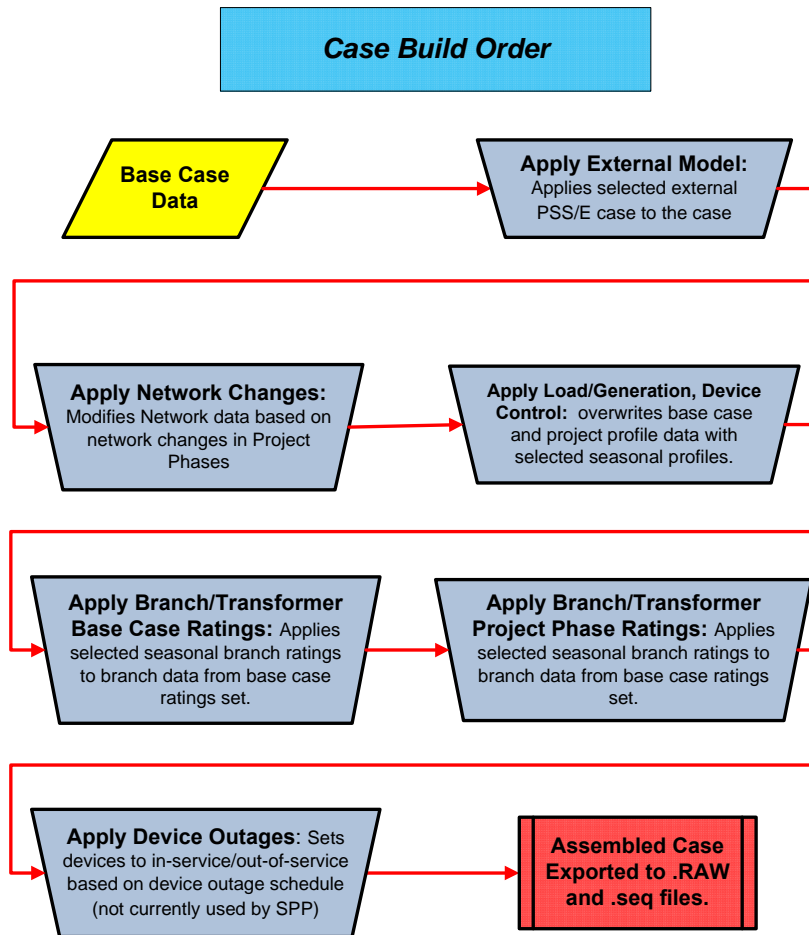 Case Build Order
Base Case
Data
Apply External Model:
Applies selected external
PSS/E case to the case
Apply Network Changes:
Modifies Network data based on
network changes in Project
Phases
Apply Load/Generation, Device
Control:  overwrites base case
and project profile data with
selected seasonal profiles.
Apply Branch/Transformer
Base Case Ratings: Applies
selected seasonal branch ratings
to branch data from base case
ratings set.
Apply Branch/Transformer
Project Phase Ratings: Applies
selected seasonal branch ratings to
branch data from base case ratings
set.
Apply Device Outages: Sets
devices to in-service/out-of-service
based on device outage schedule
(not currently used by SPP)
Assembled Case
Exported to .RAW
and .seq files.